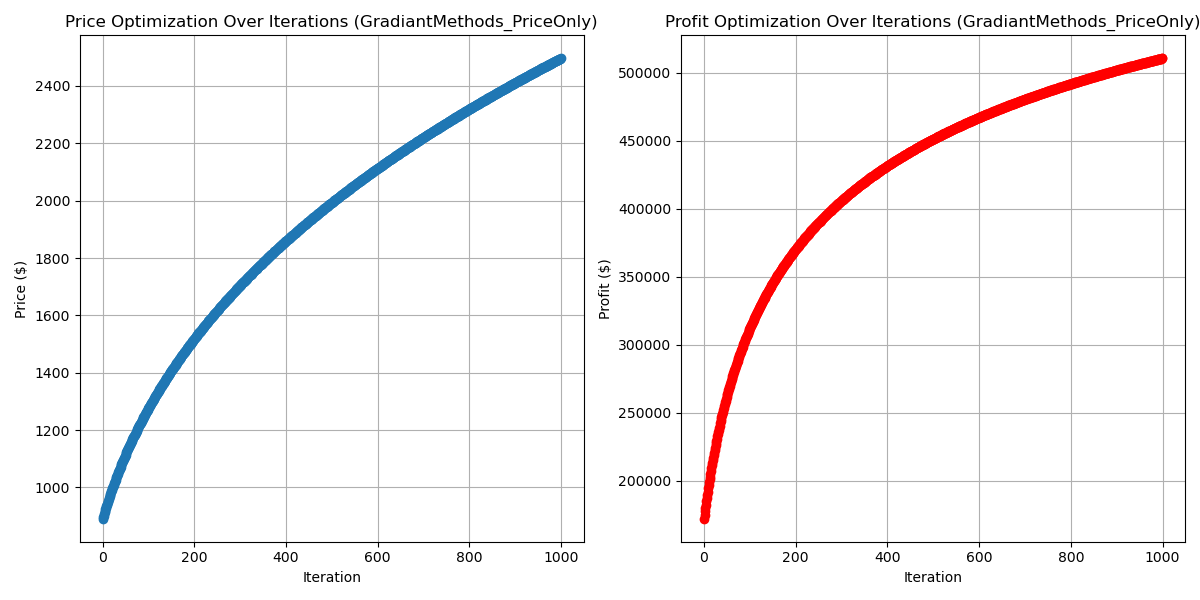 Price Optimization Over Iterations (GradiantMethods_PriceOnly)
2400
2200
2000
1800
1600
1400
1200
1000
Price ($)
0 200 400 600 800 1000
Iteration
Profit Optimization Over Iterations (GradiantMethods_PriceOnly)
500000
450000
400000
350000
300000
250000
200000
Profit ($)
0 200 400 600 800 1000
Iteration